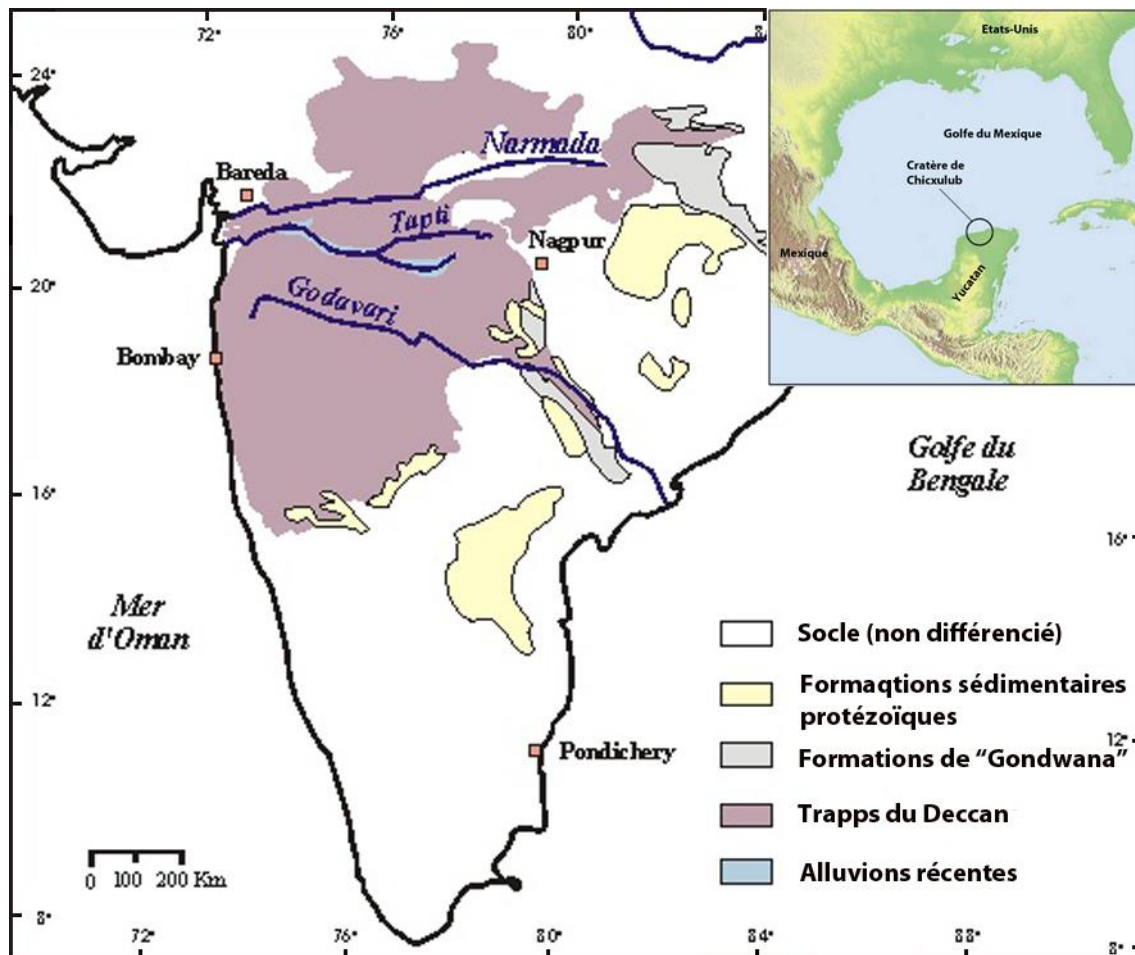 72°
76°
80°
84
24°
20°
16°
12°
8°
Narmada
Bareda
Tapti
Nagpur
Godavari
Bombay
Golfe du
Bengale
Mer
d'Oman
Pondichery
Etats-Unis
Golfe du Mexique
Cratère de
Chicxulub
Mexique
Yucatan
16°
12°
8°
Socle (non différencié)
Formaqtions sédimentaires
protézoïques
Formations de “Gondwana”
Trapps du Deccan
Alluvions récentes
0 100 200 Km
72°
76°
80°
88°